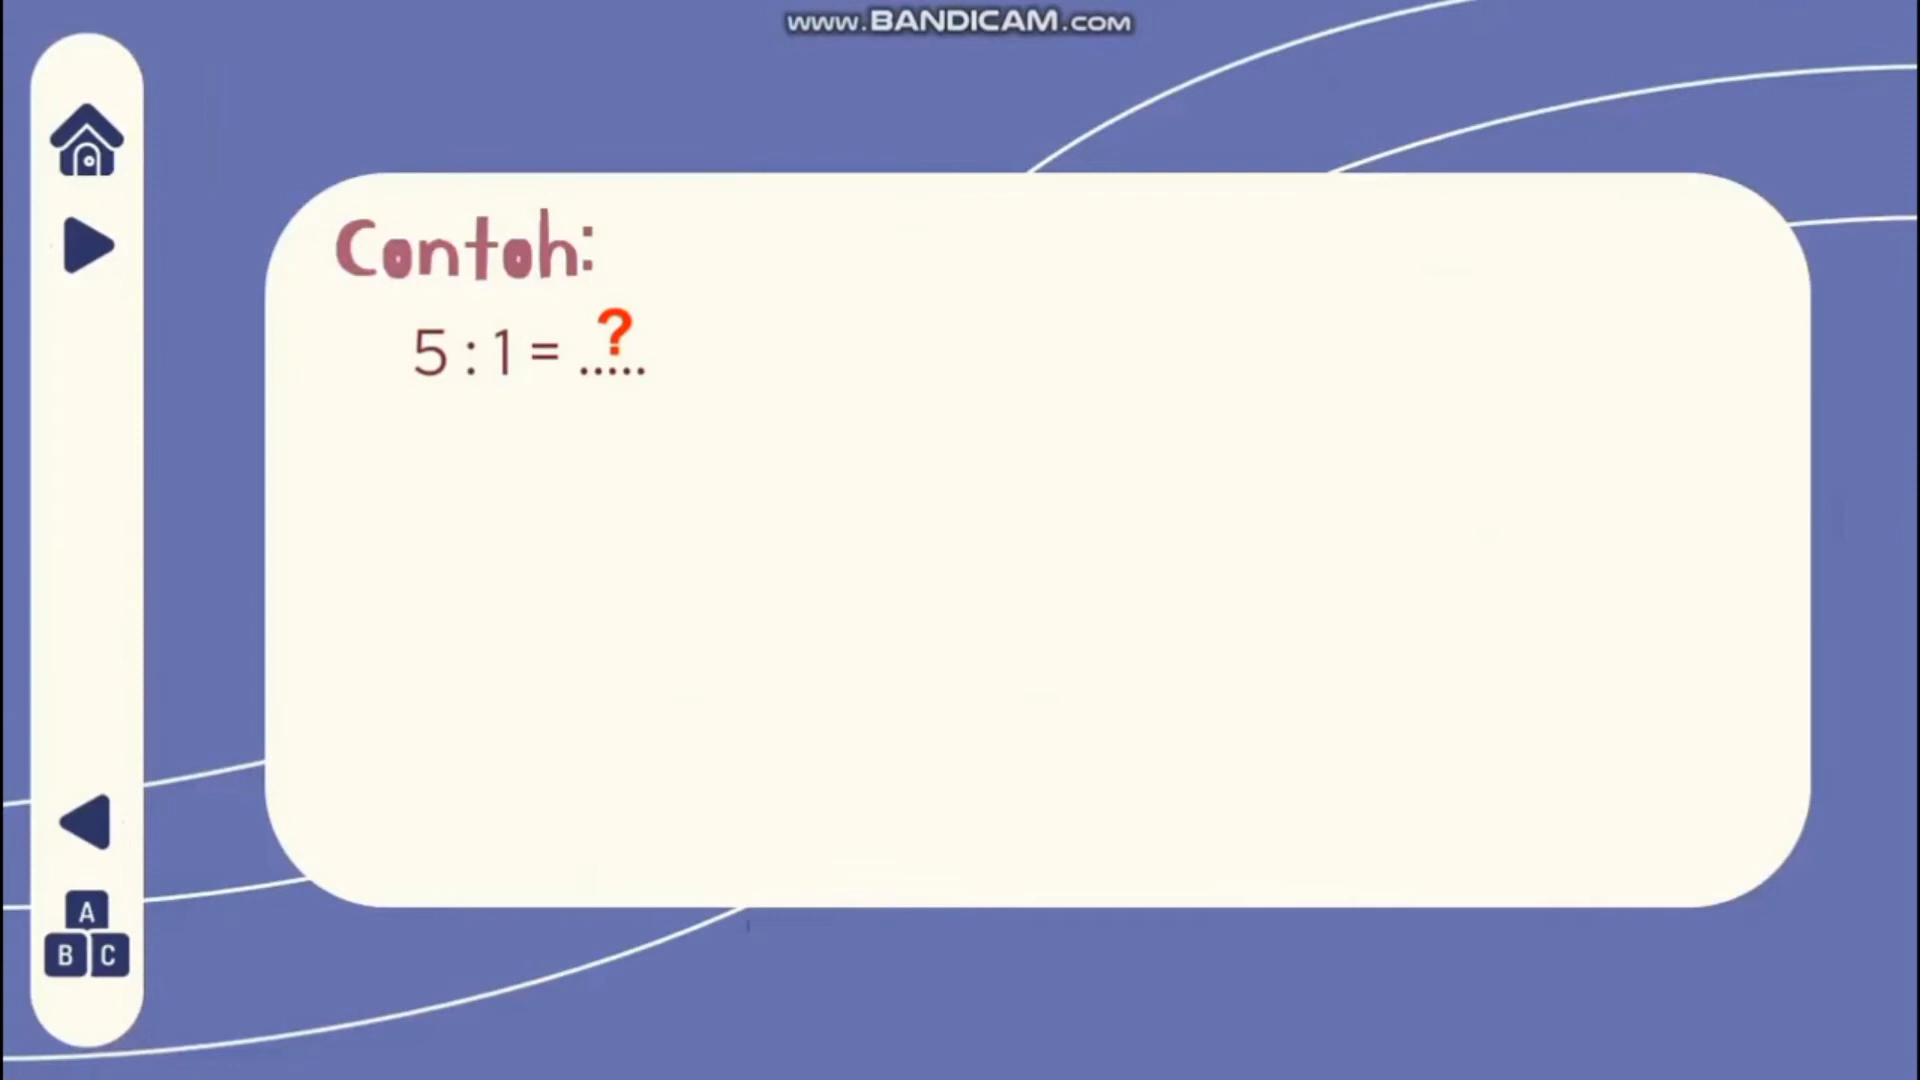 www.BANDICAM.COM
Contoh:
?
5 : 1 = .....
A
B C